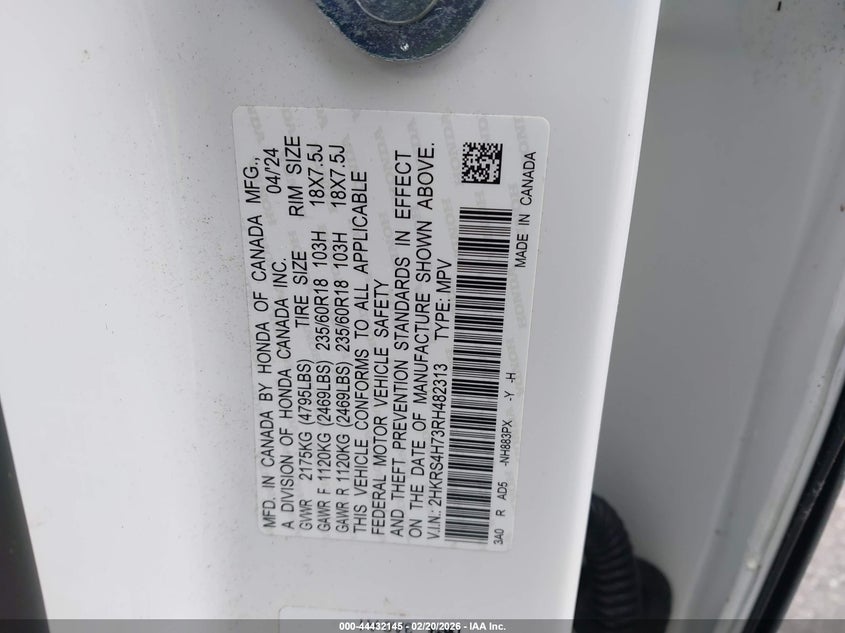 MFD. IN CANADA BY HONDA OF CANADA MFG.,
A DIVISION OF HONDA CANADA INC. 04/'24
GVWR 2175KG (4795LBS) TIRE SIZE RIM SIZE
GAWR F 1120KG (2469LBS) 235/60R18 103H 18X7.5J
GAWR R 1120KG (2469LBS) 235/60R18 103H 18X7.5J
THIS VEHICLE CONFORMS TO ALL APPLICABLE
FEDERAL MOTOR VEHICLE SAFETY
AND THEFT PREVENTION STANDARDS IN EFFECT
ON THE DATE OF MANUFACTURE SHOWN ABOVE.
V.I.N.: 2HKRS4H73RH482313 TYPE: MPV
3A0 R AD5 -NH883PX -Y -H
MADE IN CANADA
000-44432145 - 02/20/2026 - IAA Inc.